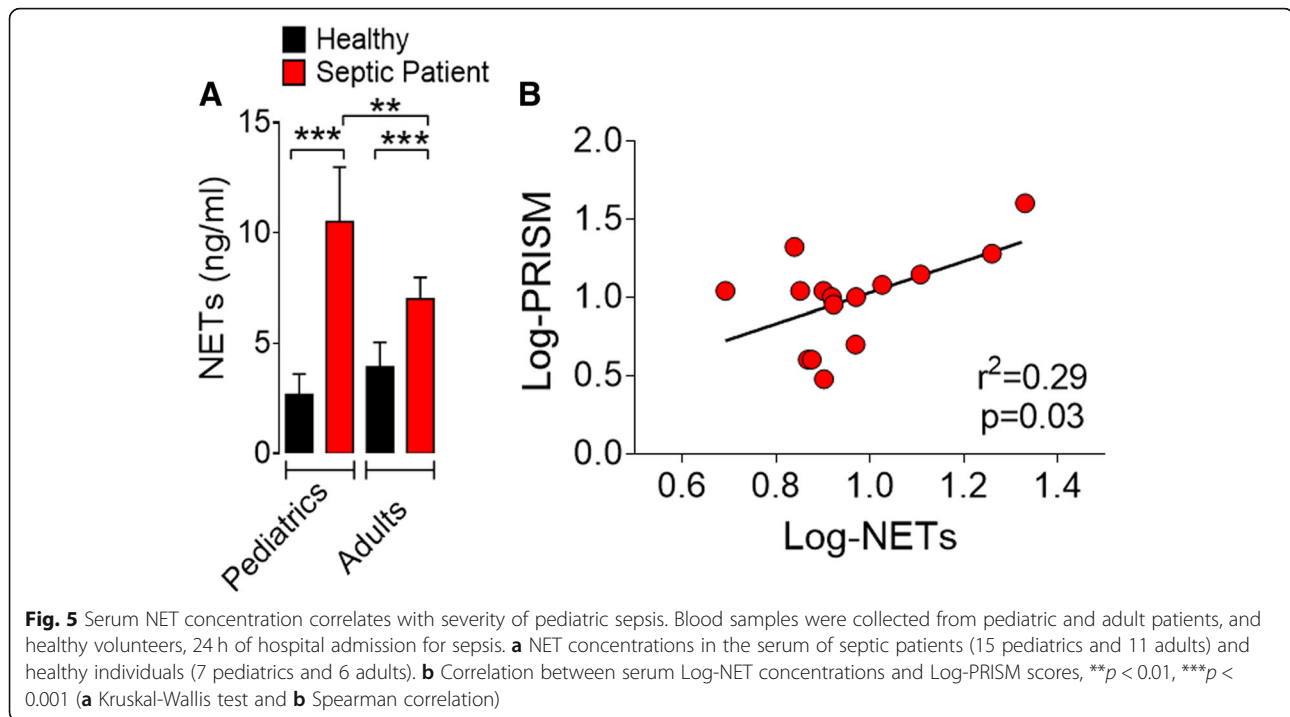 Healthy
Septic Patient
A
B
**
***
***
15
10
5
0
NETs (ng/ml)
Pediatrics
Adults
2.0
1.5
1.0
0.5
0.0
Log-PRISM
r²=0.29
p=0.03
0.6 0.8 1.0 1.2 1.4
Log-NETs
Fig. 5 Serum NET concentration correlates with severity of pediatric sepsis. Blood samples were collected from pediatric and adult patients, and
healthy volunteers, 24 h of hospital admission for sepsis. a NET concentrations in the serum of septic patients (15 pediatrics and 11 adults) and
healthy individuals (7 pediatrics and 6 adults). b Correlation between serum Log-NET concentrations and Log-PRISM scores, **p < 0.01, ***p <
0.001 (a Kruskal-Wallis test and b Spearman correlation)